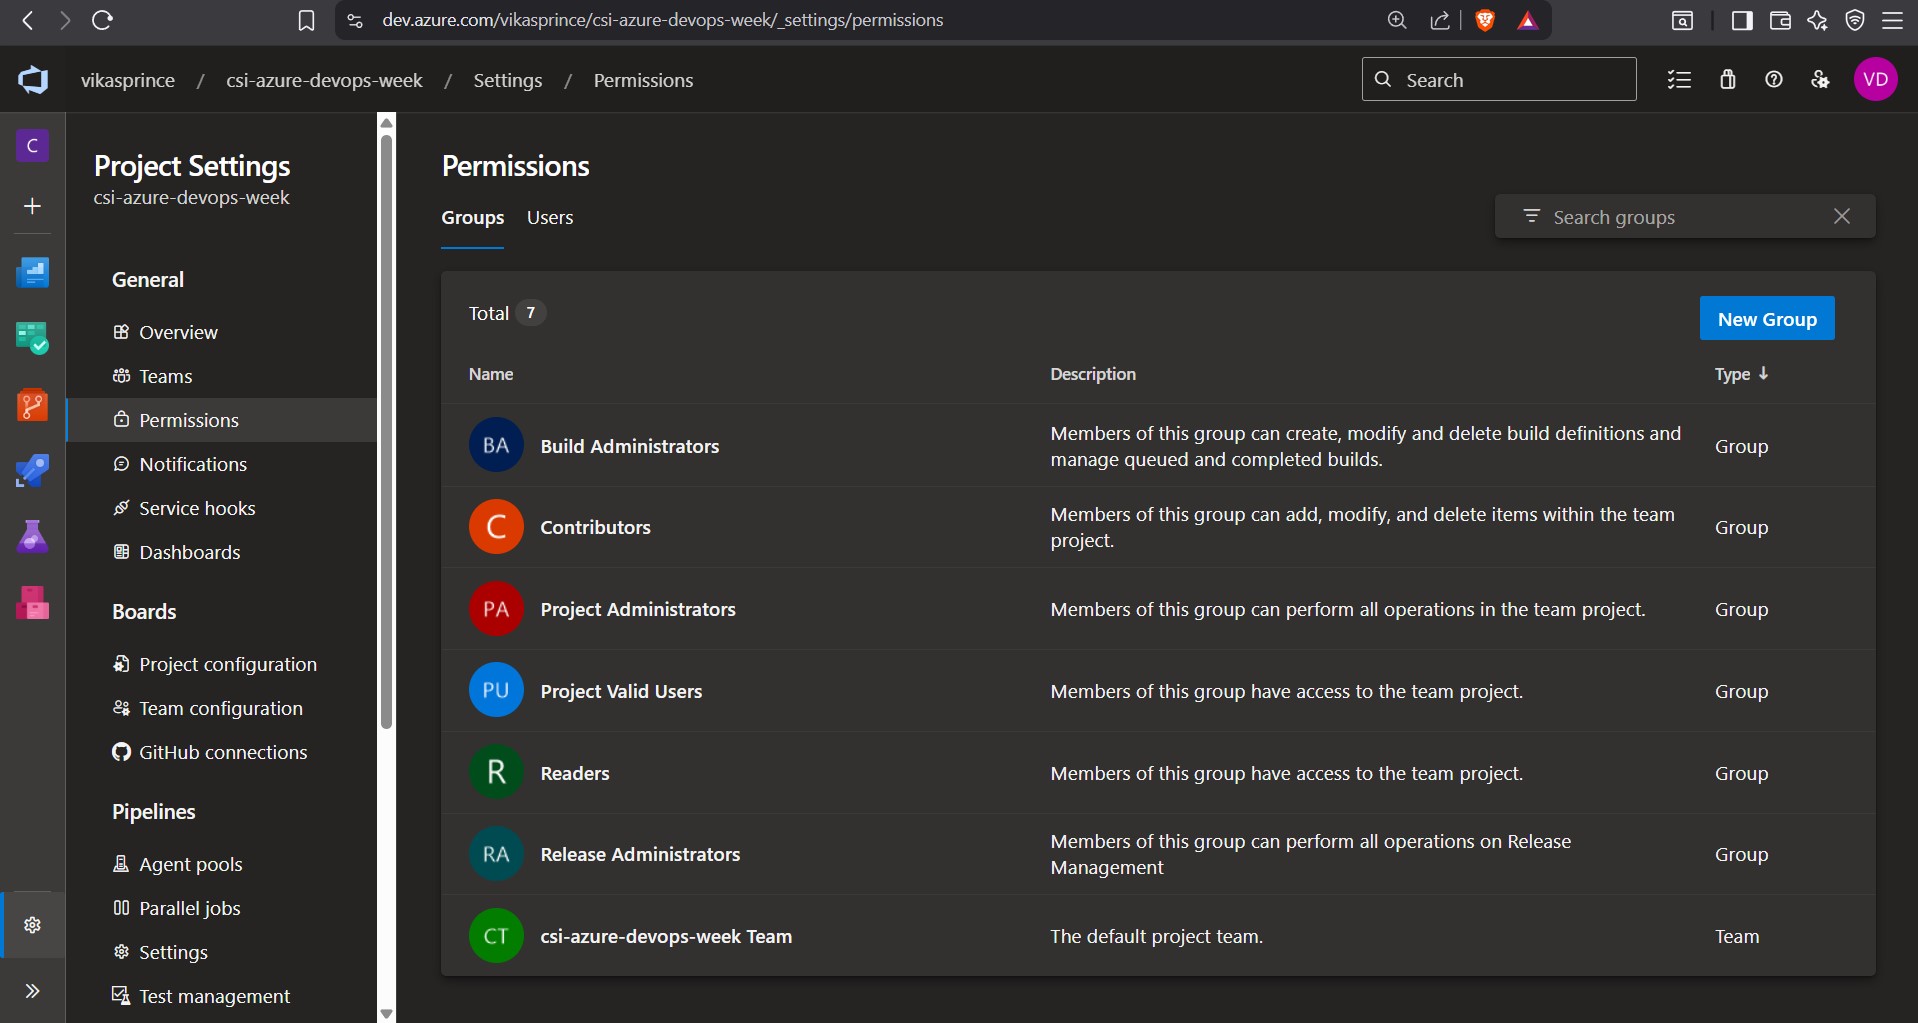 dev.azure.com/vikasprince/csi-azure-devops-week/_settings/permissions
vikasprince / csi-azure-devops-week / Settings / Permissions
Search
VD
C
Project Settings
csi-azure-devops-week
General
Overview
Teams
Permissions
Notifications
Service hooks
Dashboards
Boards
Project configuration
Team configuration
GitHub connections
Pipelines
Agent pools
Parallel jobs
Settings
Test management
Permissions
Groups Users
Search groups
Total 7
New Group
Name Description Type
BA Build Administrators
Members of this group can create, modify and delete build definitions and
manage queued and completed builds.
Group
C Contributors
Members of this group can add, modify, and delete items within the team
project.
Group
PA Project Administrators Members of this group can perform all operations in the team project. Group
PU Project Valid Users Members of this group have access to the team project. Group
R Readers Members of this group have access to the team project. Group
RA Release Administrators
Members of this group can perform all operations on Release
Management
Group
CT csi-azure-devops-week Team The default project team. Team